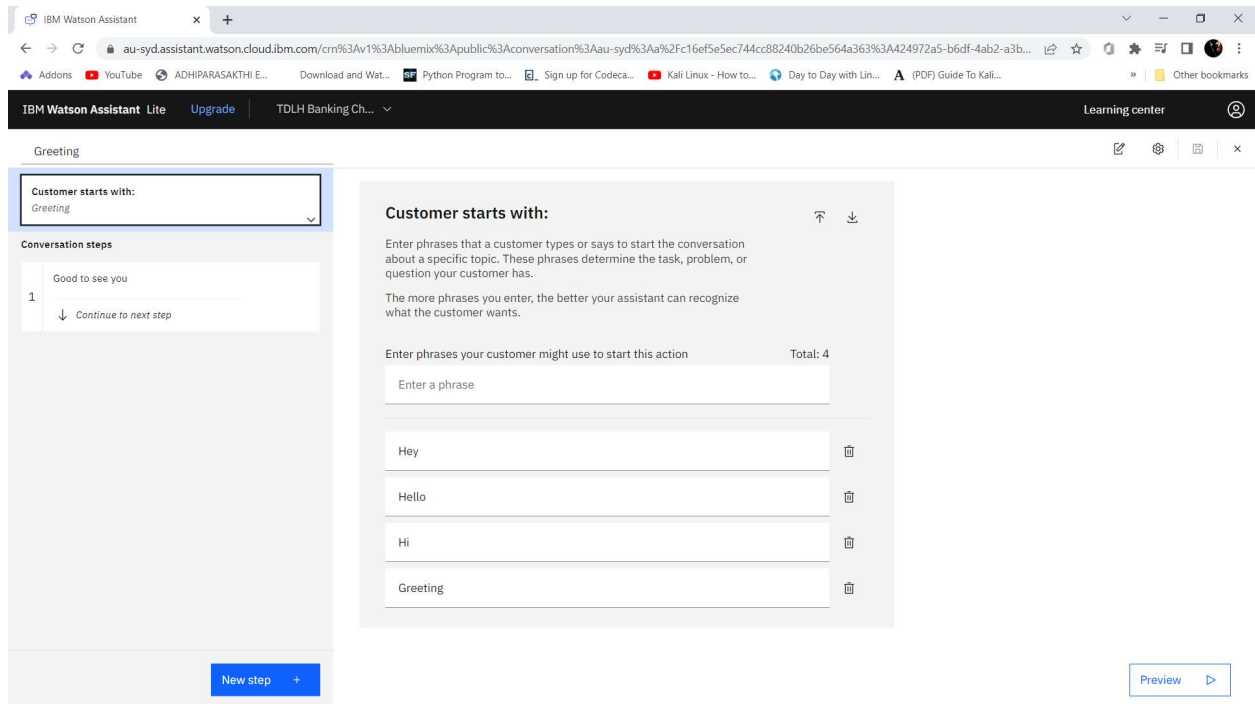 IBM Watson Assistant
au-syd.assistant.watson.cloud.ibm.com/crn%3Av1%3Abluemix%3Apublic%3Aconversation%3Aau-syd%3Aa%2Fc16ef5e5ec744cc88240b26be564a363%3A424972a5-b6df-4ab2-a3b...
Addons YouTube ADHIPARASAKTHI E... Download and Wat... SF Python Program to... c_ Sign up for Codeca... Kali Linux - How to... Day to Day with Lin... A (PDF) Guide To Kali... » Other bookmarks
IBM Watson Assistant Lite Upgrade TDLH Banking Ch... Learning center
Greeting
Customer starts with:
Greeting
Conversation steps
Good to see you
1
Continue to next step
New step +
Customer starts with:
Enter phrases that a customer types or says to start the conversation
about a specific topic. These phrases determine the task, problem, or
question your customer has.
The more phrases you enter, the better your assistant can recognize
what the customer wants.
Enter phrases your customer might use to start this action Total: 4
Enter a phrase
Hey
Hello
Hi
Greeting
Preview